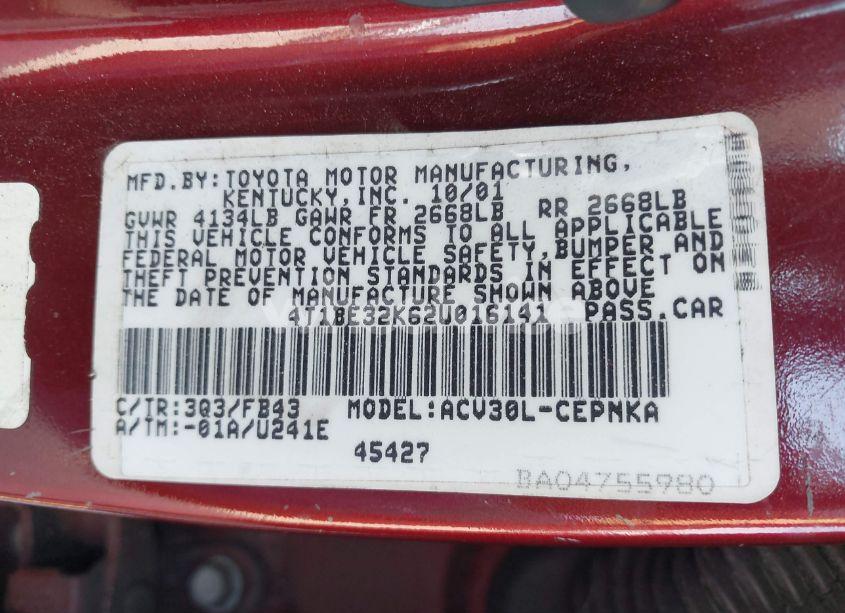 MFD.BY:TOYOTA MOTOR MANUFACTURING,
KENTUCKY,INC. 10/01
GVWR 4134LB GAWR FR 2668LB RR 2668LB
THIS VEHICLE CONFORMS TO ALL APPLICABLE
FEDERAL MOTOR VEHICLE SAFETY,BUMPER AND
THEFT PREVENTION STANDARDS IN EFFECT ON
THE DATE OF MANUFACTURE SHOWN ABOVE
4T1BE32K62U016141 PASS.CAR
C/TR:3Q3/FB43 MODEL:ACV30L-CEPNKA
A/TM:-01A/U241E
45427
BA04755980